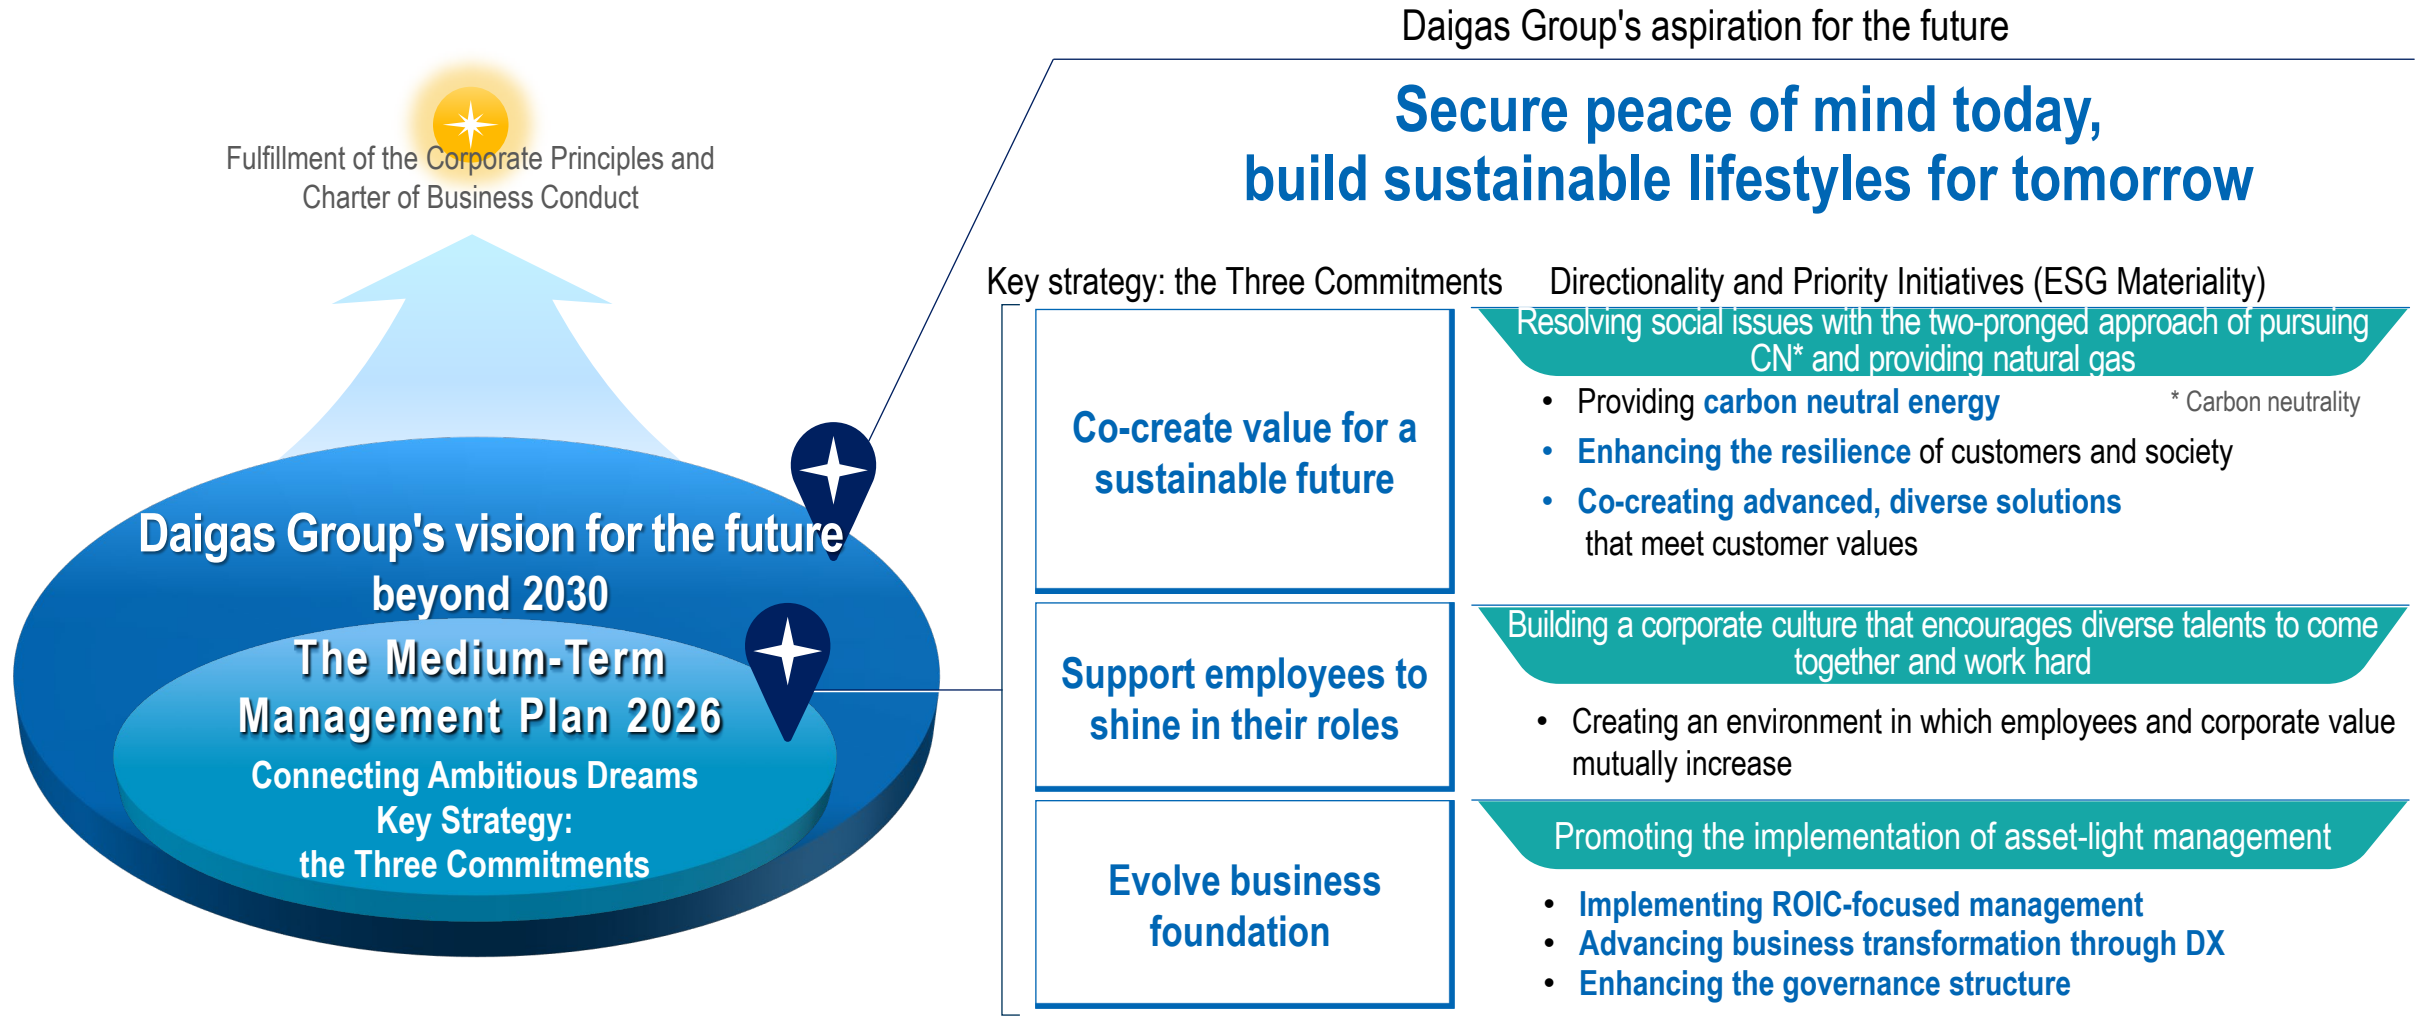 Daigas Group's aspiration for the future
Secure peace of mind today,
build sustainable lifestyles for tomorrow
Fulfillment of the Corporate Principles and
Charter of Business Conduct
Daigas Group's vision for the future
beyond 2030
The Medium-Term
Management Plan 2026
Connecting Ambitious Dreams
Key Strategy:
the Three Commitments
Key strategy: the Three Commitments
Directionality and Priority Initiatives (ESG Materiality)
Co-create value for a
sustainable future
Resolving social issues with the two-pronged approach of pursuing
CN* and providing natural gas
• Providing carbon neutral energy
* Carbon neutrality
• Enhancing the resilience of customers and society
• Co-creating advanced, diverse solutions
that meet customer values
Support employees to
shine in their roles
Building a corporate culture that encourages diverse talents to come
together and work hard
• Creating an environment in which employees and corporate value
mutually increase
Evolve business
foundation
Promoting the implementation of asset-light management
• Implementing ROIC-focused management
• Advancing business transformation through DX
• Enhancing the governance structure